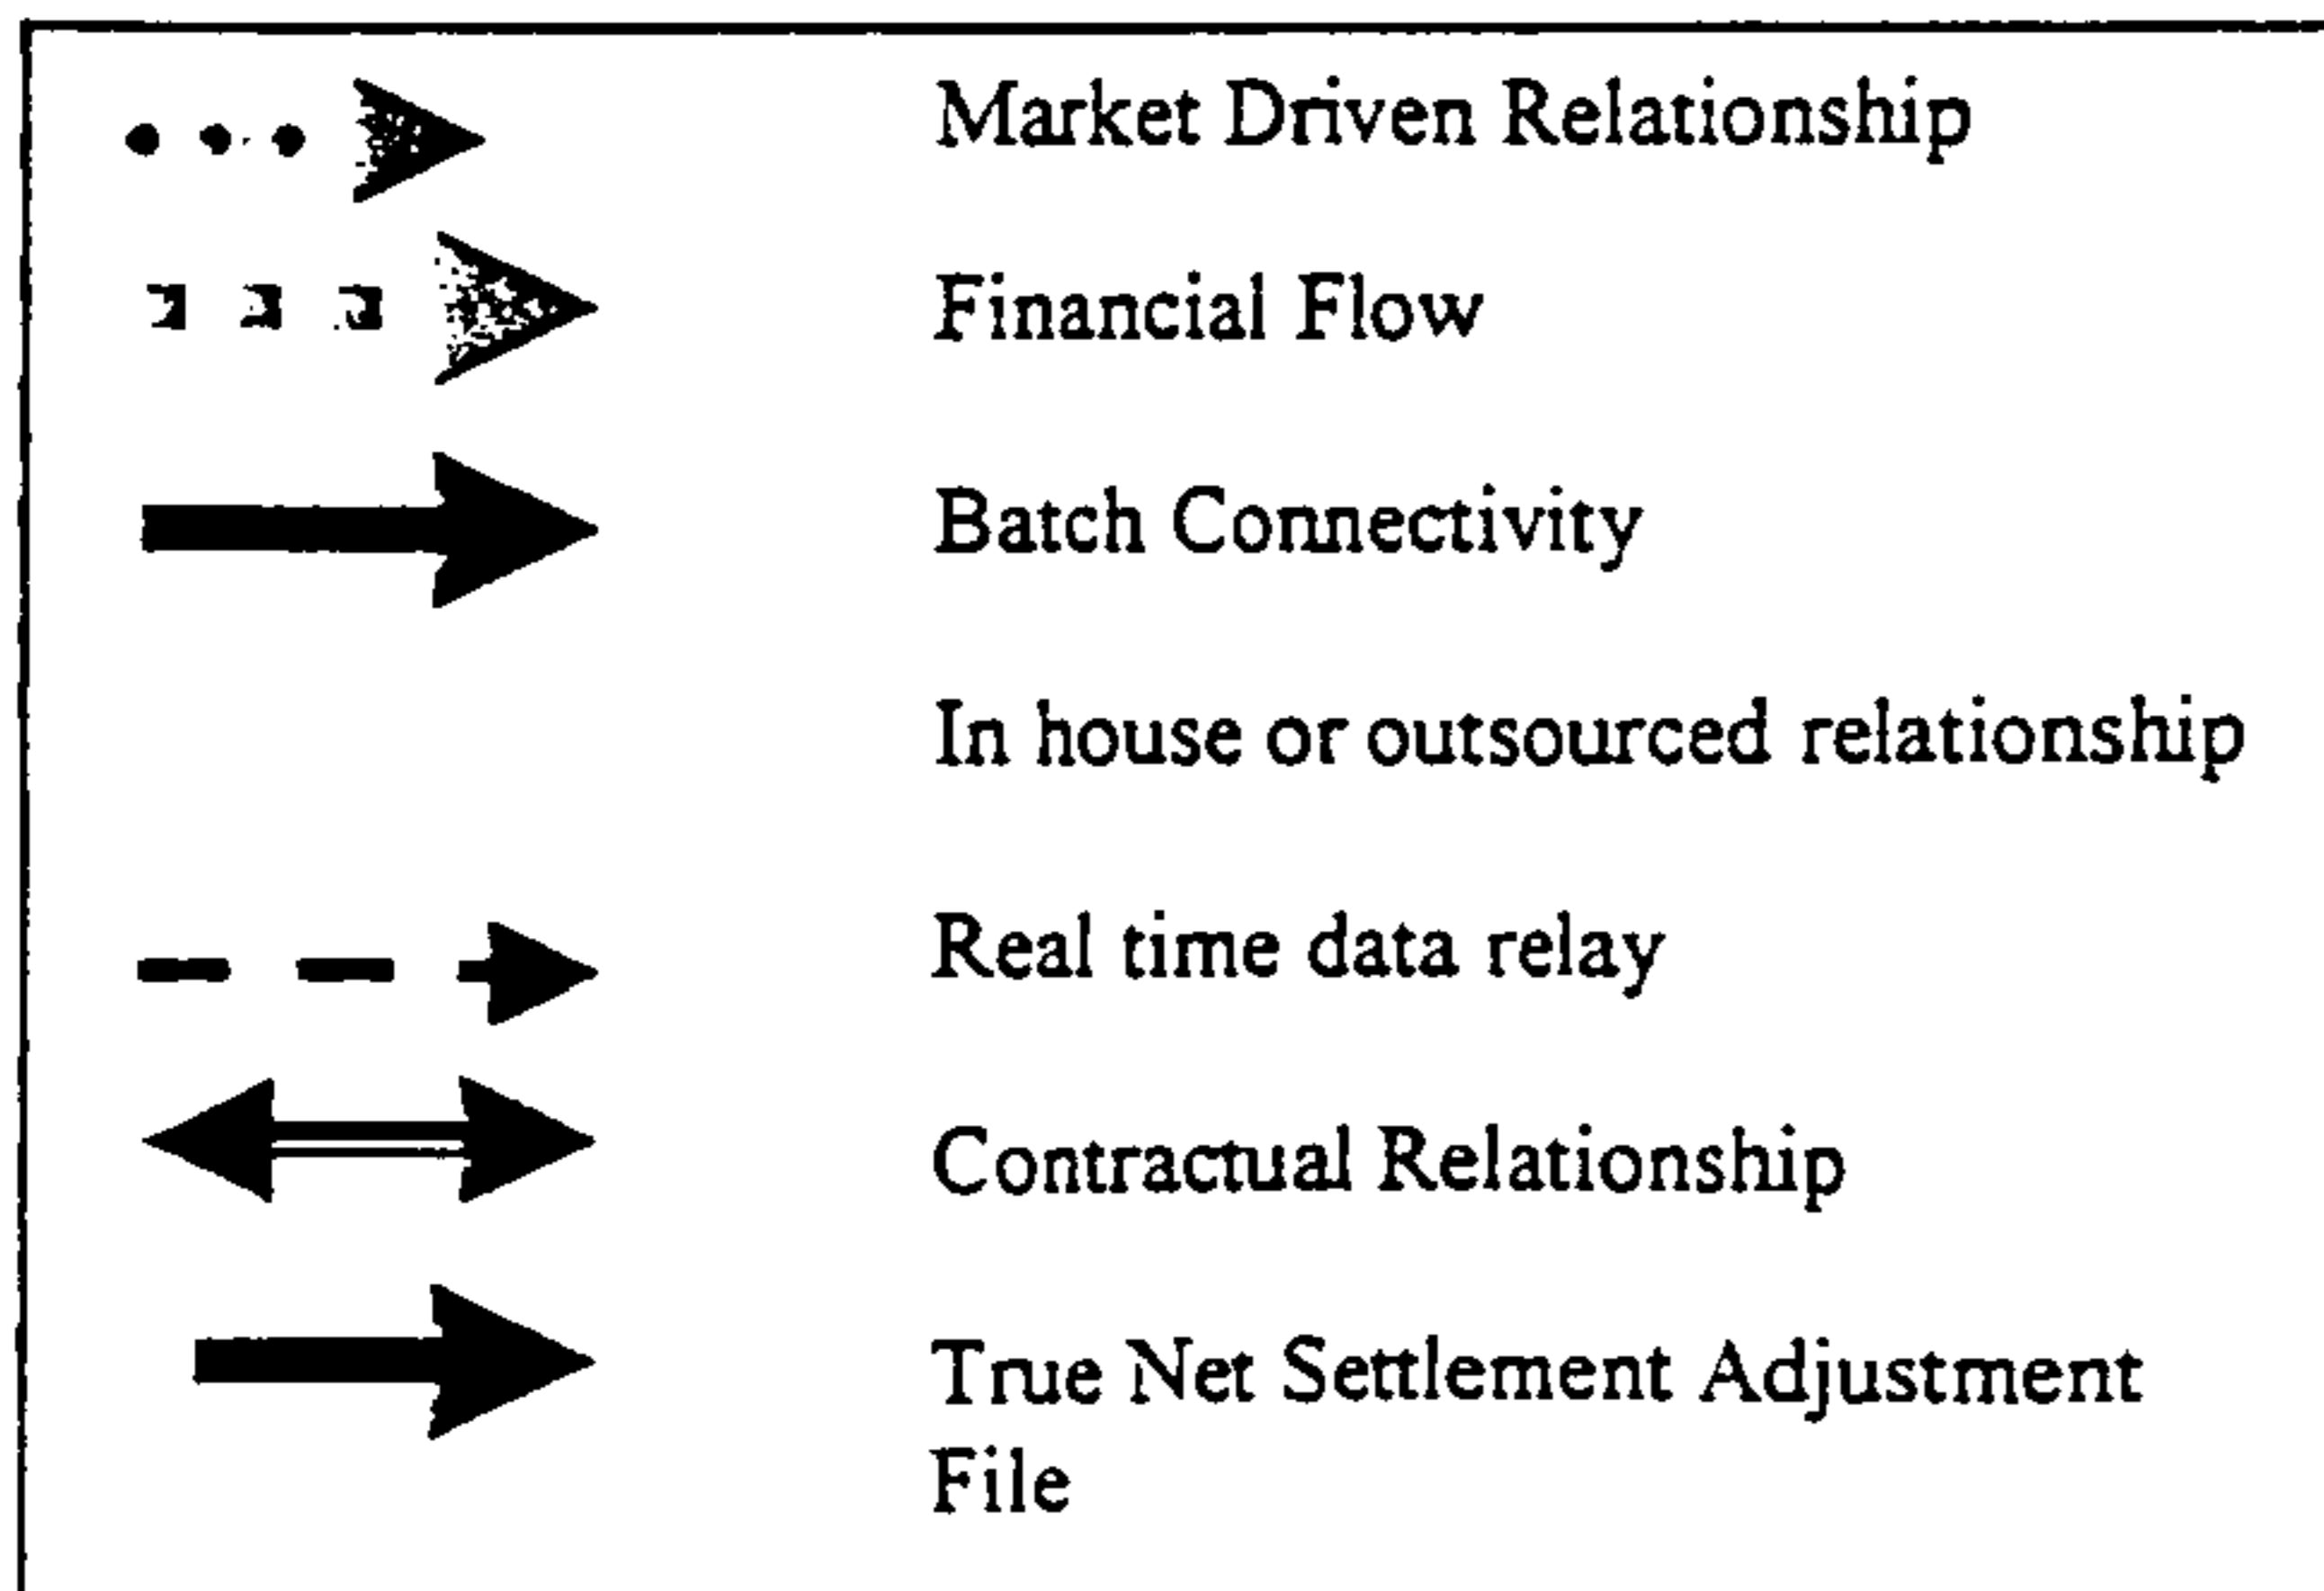 Market Driven Relationship
Financial Flow
Batch Connectivity
In house or outsourced relationship
Real time data relay
Contractual Relationship
True Net Settlement Adjustment
File